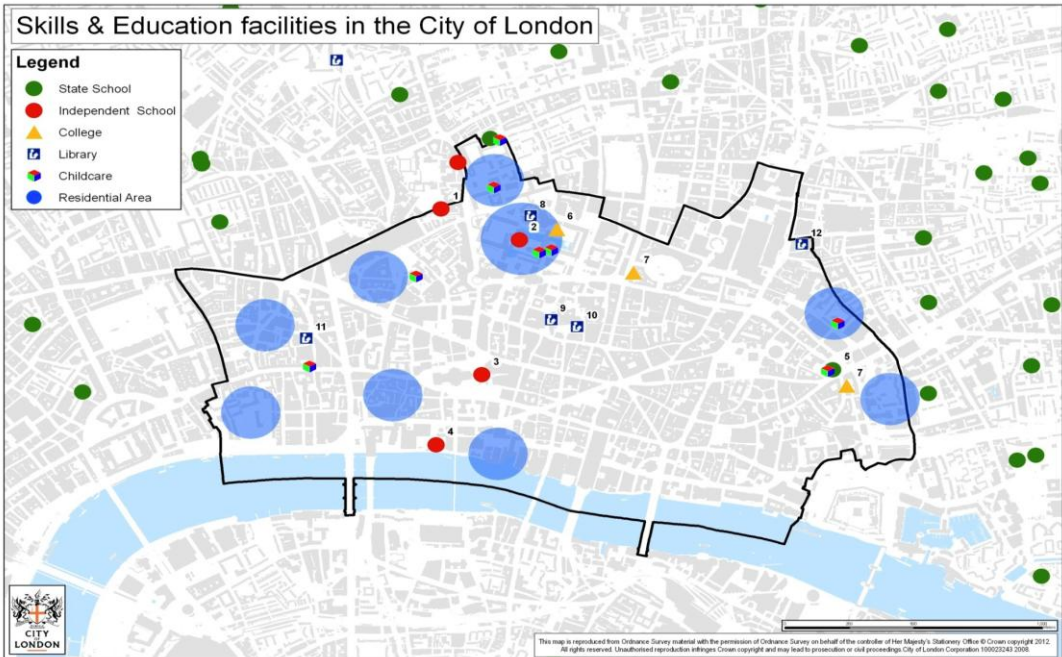 Skills & Education facilities in the City of London
Legend
State School
Independent School
College
Library
Childcare
Residential Area
1
8
6
2
12
7
9
10
11
3
5
7
4
CITY
OF
LONDON
This map is reproduced from Ordnance Survey material with the permission of Ordnance Survey on behalf of the controller of Her Majesty's Stationery Office © Crown copyright 2012.
All rights reserved. Unauthorised reproduction infringes Crown copyright and may lead to prosecution or civil proceedings.City of London Corporation 100023243 2008.